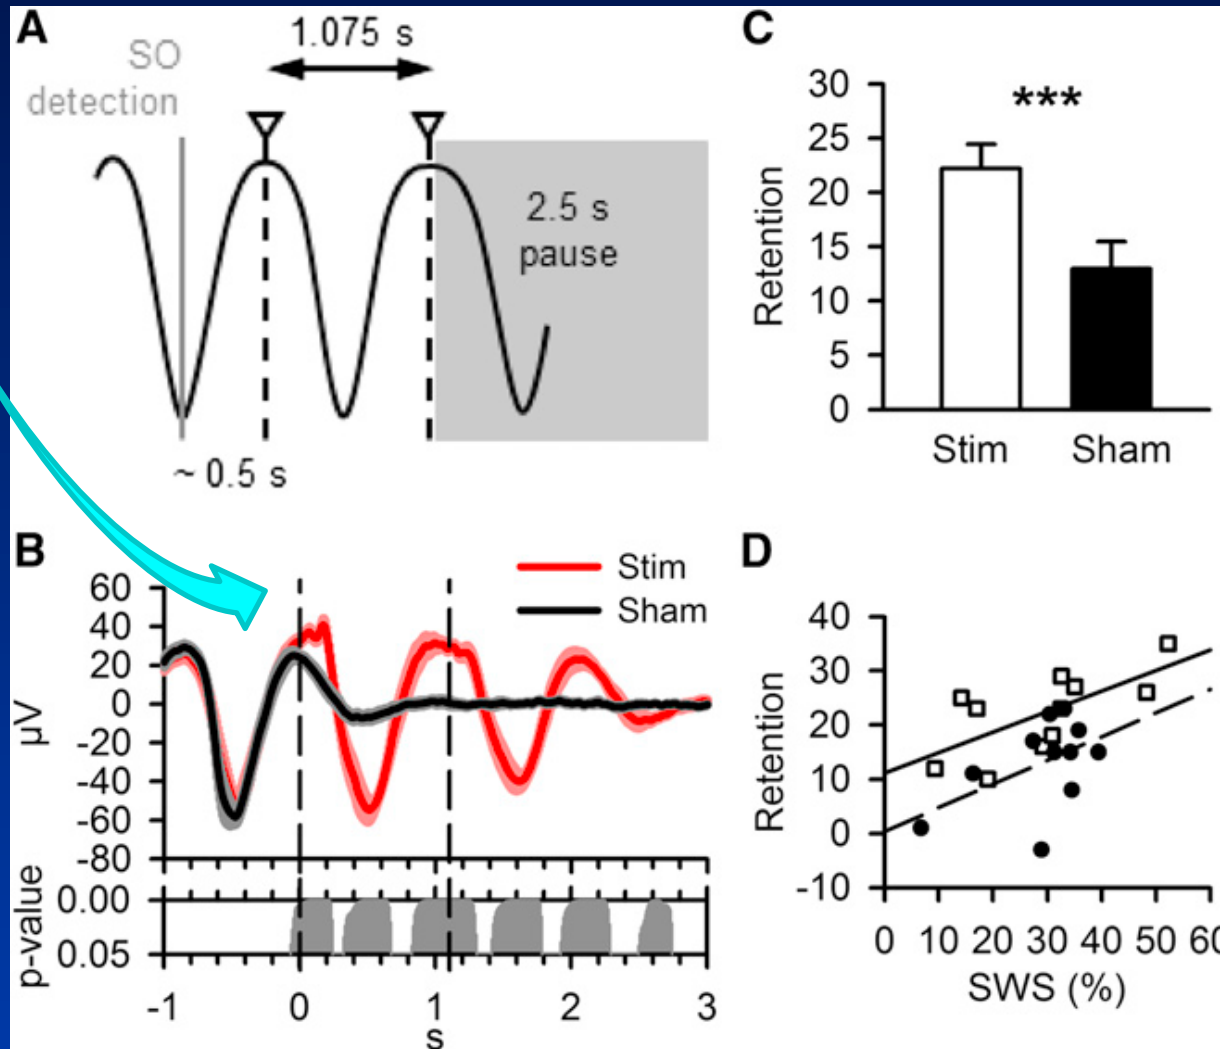 A
SO
detection
1.075 s
2.5 s
pause
~ 0.5 s
C
***
Retention
30
25
20
15
10
5
0
Stim
Sham
B
Stim
Sham
µV
60
40
20
0
-20
-40
-60
-80
p-value
0.00
0.05
-1
0
1
2
3
s
D
Retention
40
30
20
10
0
-10
0
10
20
30
40
50
60
SWS (%)